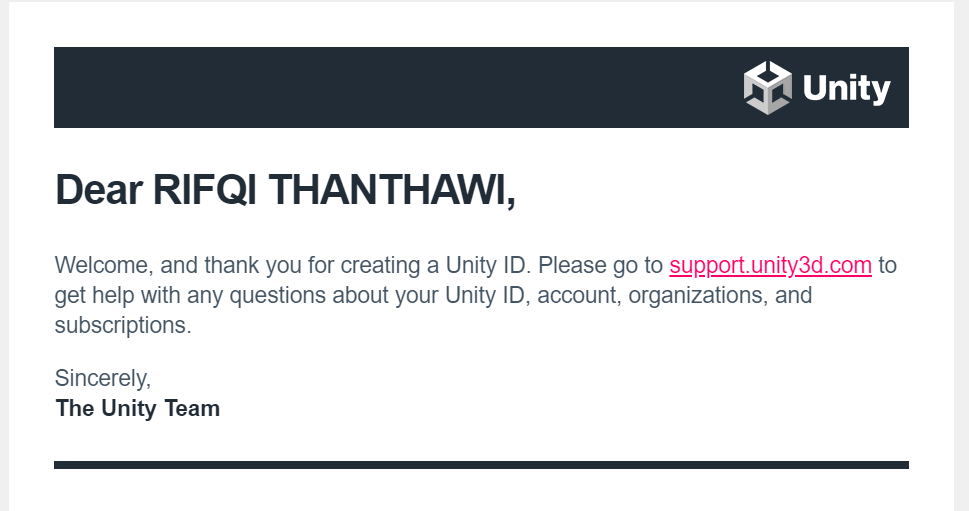 Unity
Dear RIFQI THANTHAWI,
Welcome, and thank you for creating a Unity ID. Please go to support.unity3d.com to
get help with any questions about your Unity ID, account, organizations, and
subscriptions.
Sincerely,
The Unity Team